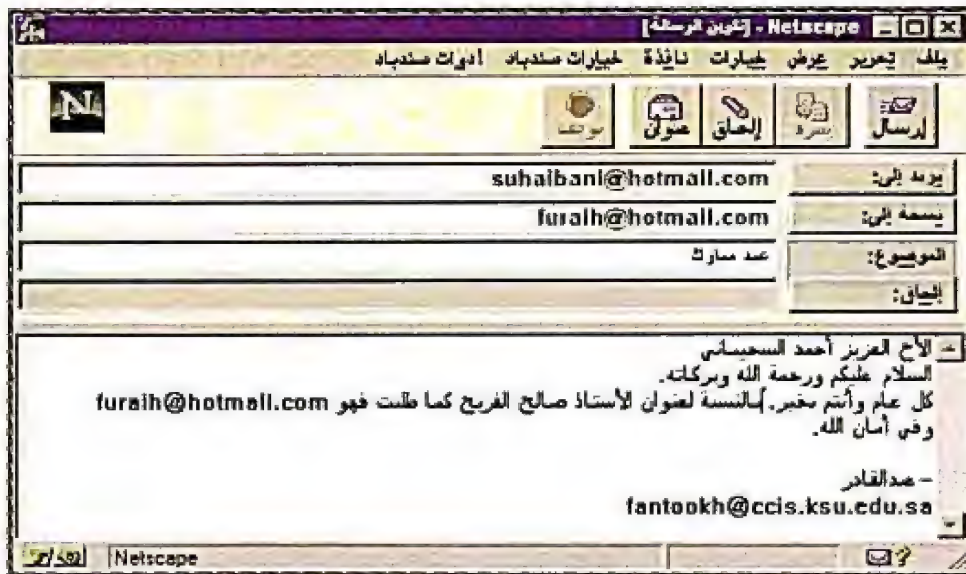 Netscape - [تكوين الرسالة]
ملف تحرير عرض خيارات نافذة خيارات سندباد أدوات سندباد
إرسال إلحاق عنوان
N
يريد إلى: suhaibani@hotmail.com
نسخة إلى: furaih@hotmail.com
الموضوع: عيد مبارك
إلحاق:
الأخ العزيز أحمد السحيباني
السلام عليكم ورحمة الله وبركاته.
كل عام وأنتم بخير. بالنسبة لعنوان الأستاذ صالح الفريح كما طلبت فهو furaih@hotmail.com
وفي أمان الله.
- عبدالقادر
fantookh@ccis.ksu.edu.sa
Netscape